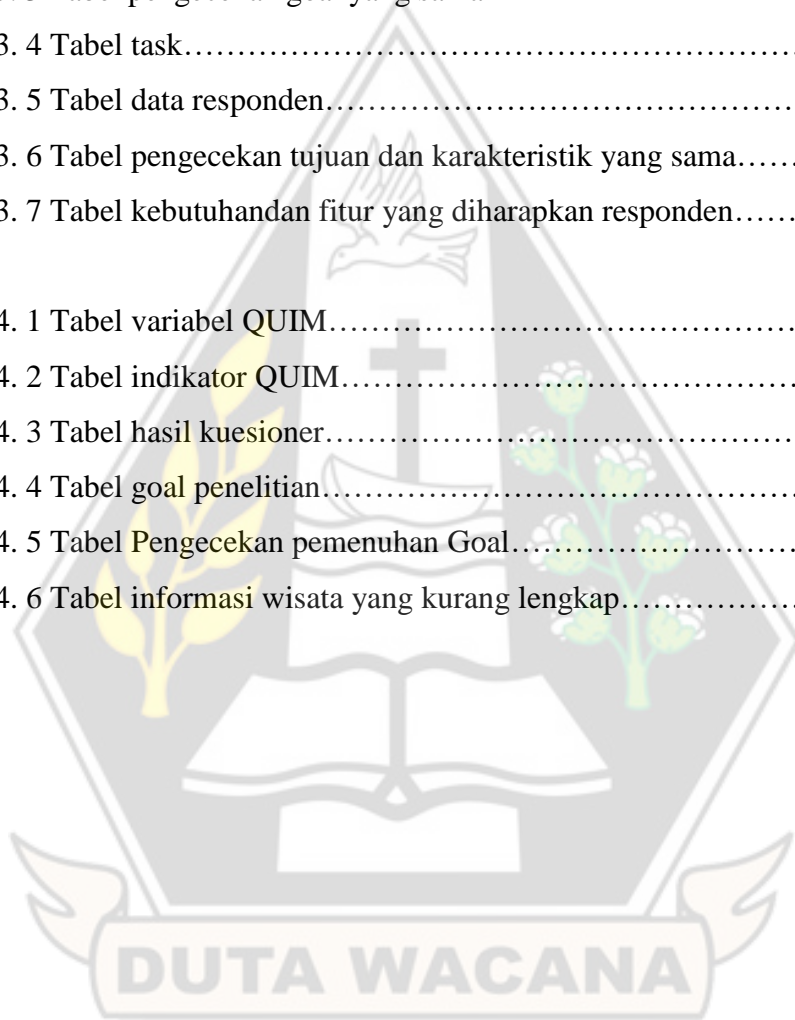 3. 4 Tabel task……………………………………………………………
3. 5 Tabel data responden………………………………………………
3. 6 Tabel pengecekan tujuan dan karakteristik yang sama……
3. 7 Tabel kebutuhandan fitur yang diharapkan responden……
4. 1 Tabel variabel QUIM………………………………………………
4. 2 Tabel indikator QUIM……………………………………………
4. 3 Tabel hasil kuesioner………………………………………………
4. 4 Tabel goal penelitian………………………………………………
4. 5 Tabel Pengecekan pemenuhan Goal…………………………
4. 6 Tabel informasi wisata yang kurang lengkap………………
DUTA WACANA